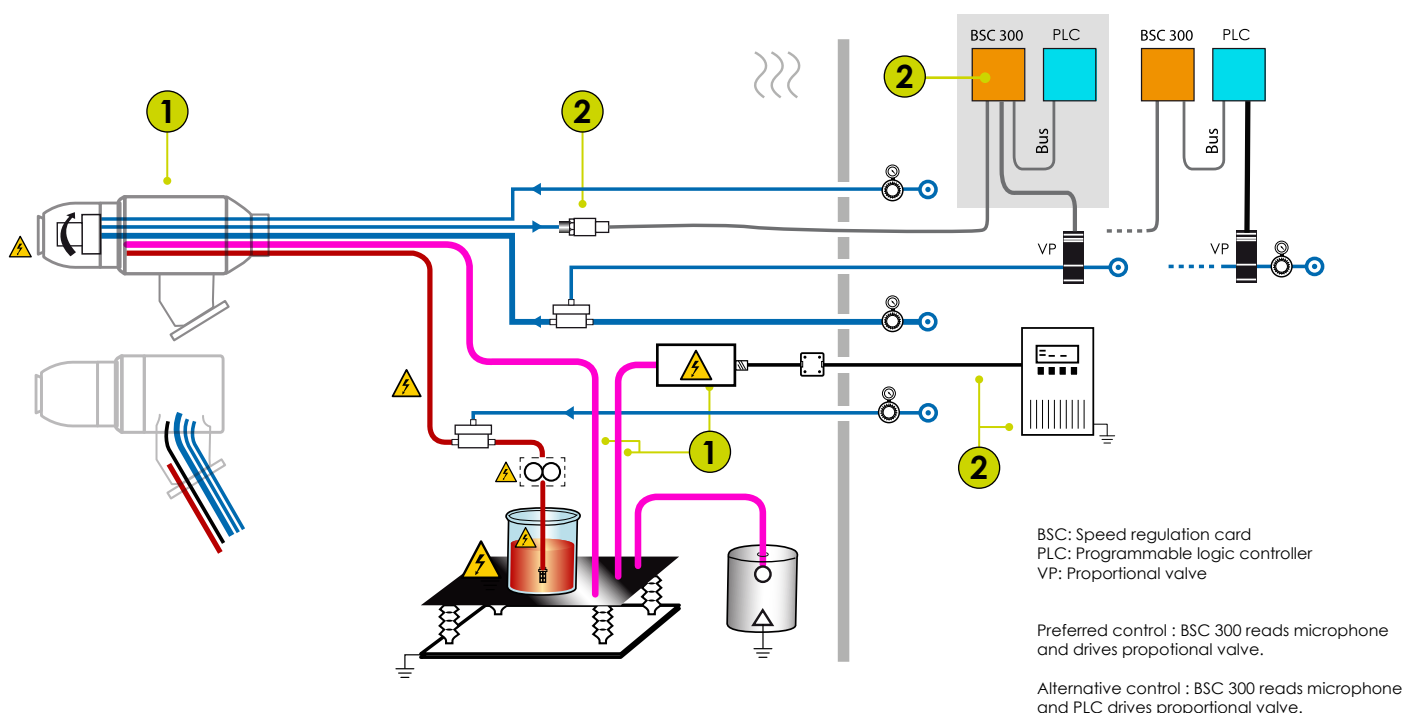 BSC 300 PLC BSC 300 PLC
2
1
2
Bus
Bus
VP
VP
1
2
BSC: Speed regulation card
PLC: Programmable logic controller
VP: Proportional valve
Preferred control : BSC 300 reads microphone
and drives propotional valve.
Alternative control : BSC 300 reads microphone
and PLC drives proportional valve.